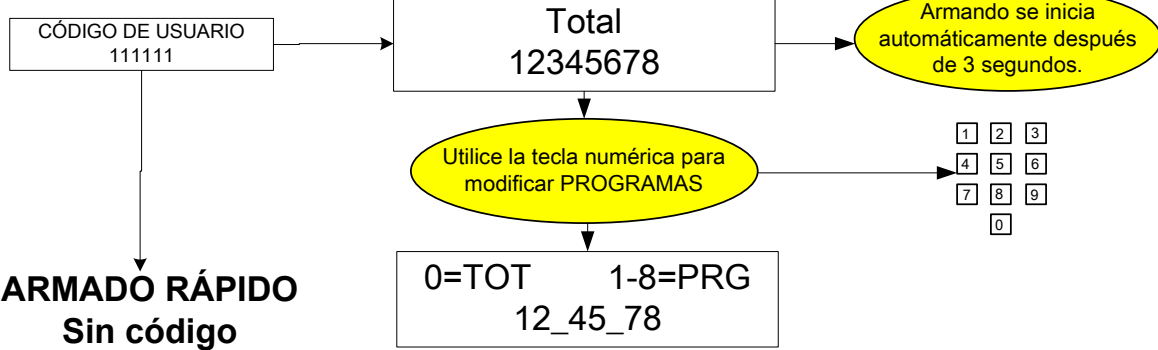 CÓDIGO DE USUARIO
111111
Total
12345678
Armando se inicia
automáticamente después
de 3 segundos.
Utilice la tecla numérica para
modificar PROGRAMAS
1 2 3
4 5 6
7 8 9
0
0=TOT 1-8=PRG
12_45_78
ARMADO RÁPIDO
Sin código